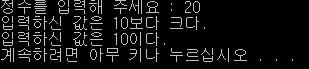 정수를 입력해 주세요 : 20
입력하신 값은 10보다 크다.
입력하신 값은 10이다.
계속하려면 아무 키나 누르십시오 . . .